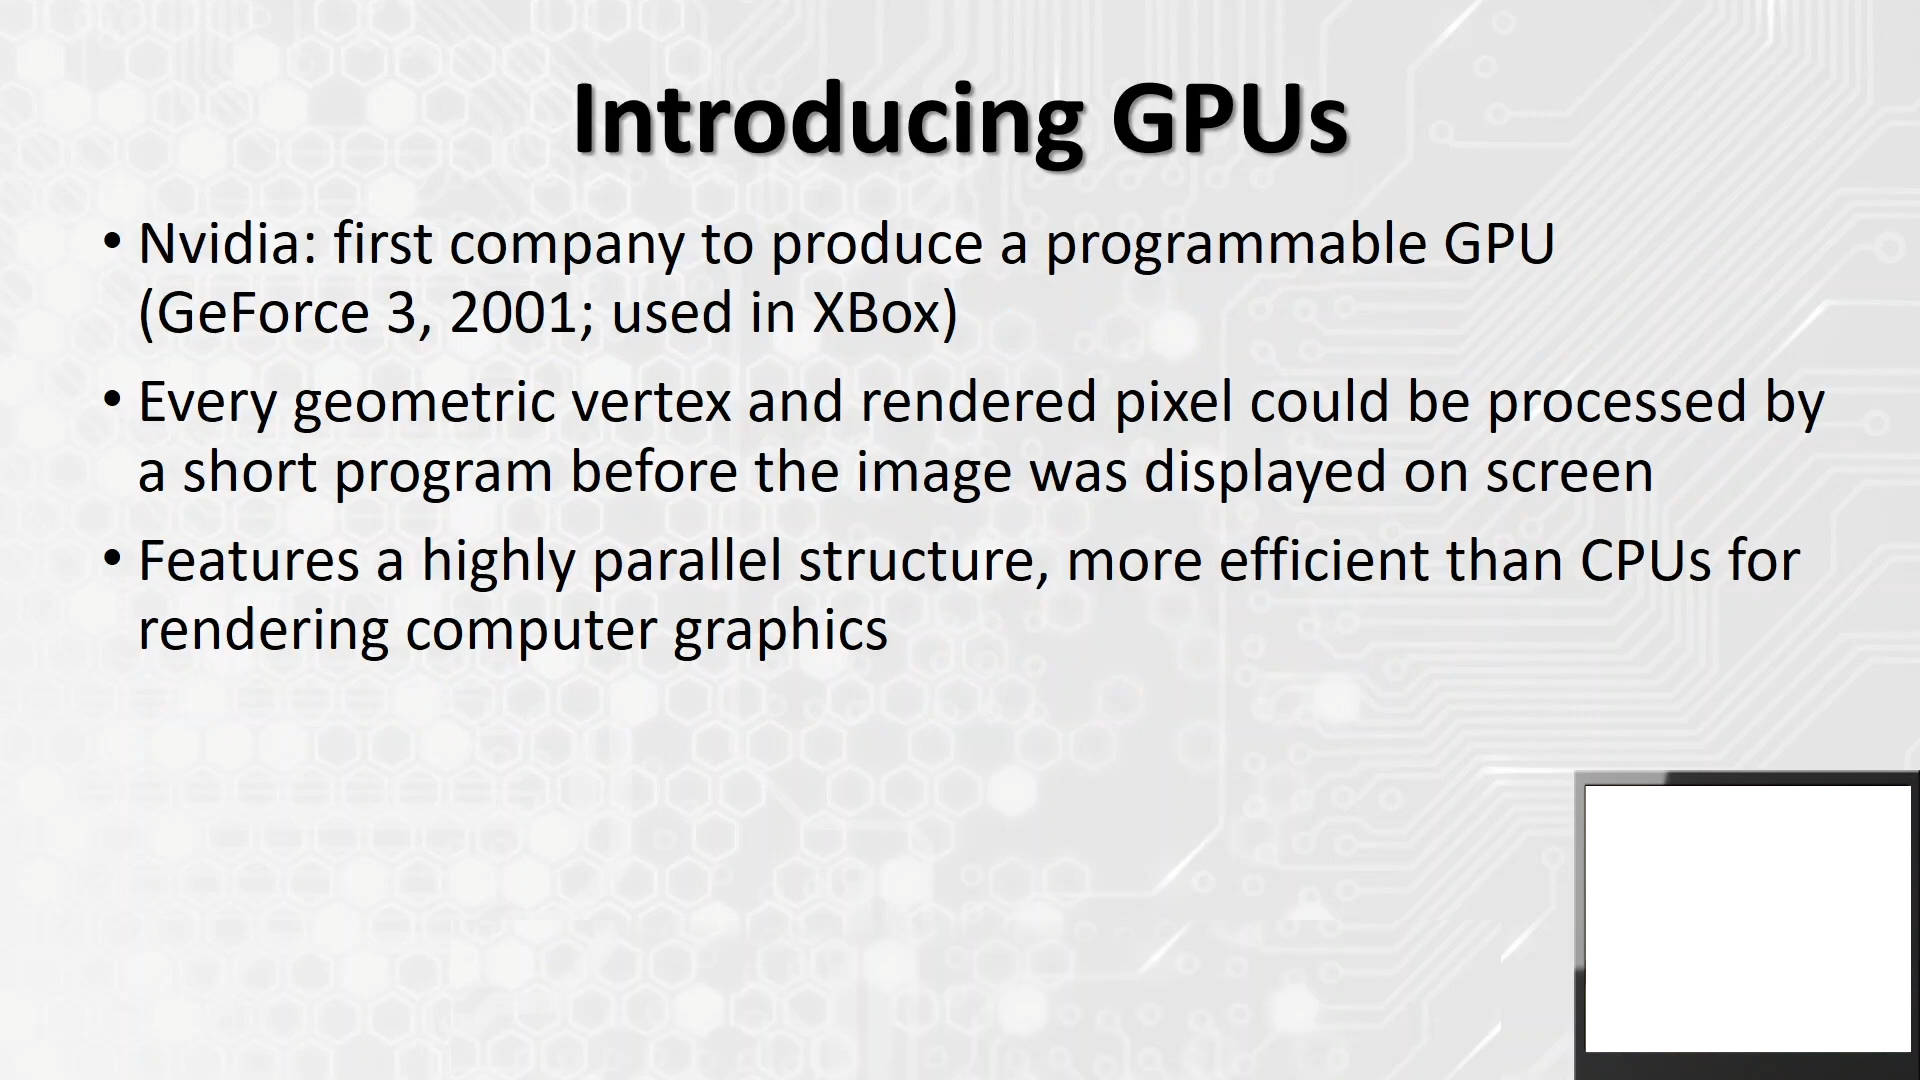 Introducing GPUs
• Nvidia: first company to produce a programmable GPU
(GeForce 3, 2001; used in XBox)
• Every geometric vertex and rendered pixel could be processed by
a short program before the image was displayed on screen
• Features a highly parallel structure, more efficient than CPUs for
rendering computer graphics